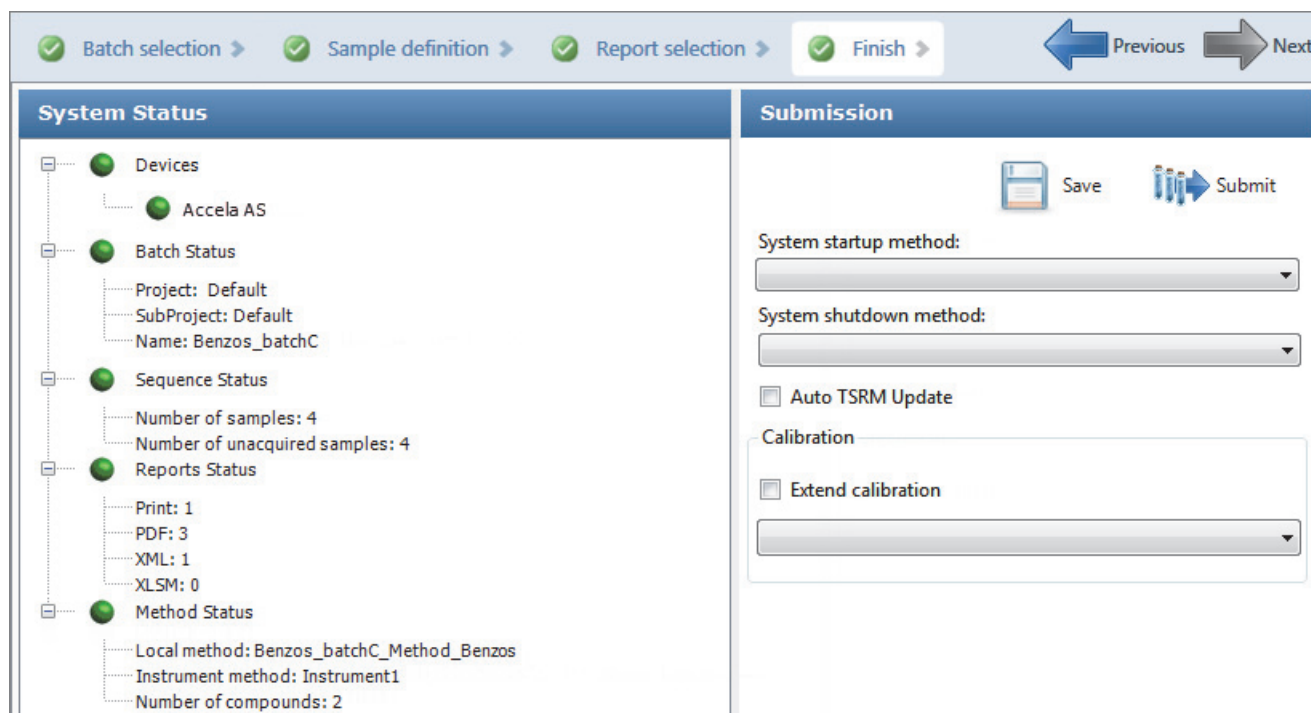 Batch selection
Sample definition
Report selection
Finish
Previous
Next
System Status
Devices
Accela AS
Batch Status
Project: Default
SubProject: Default
Name: Benzos_batchC
Sequence Status
Number of samples: 4
Number of unacquired samples: 4
Reports Status
Print: 1
PDF: 3
XML: 1
XLSM: 0
Method Status
Local method: Benzos_batchC_Method_Benzos
Instrument method: Instrument1
Number of compounds: 2
Submission
Save
Submit
System startup method:
System shutdown method:
Auto TSRM Update
Calibration
Extend calibration